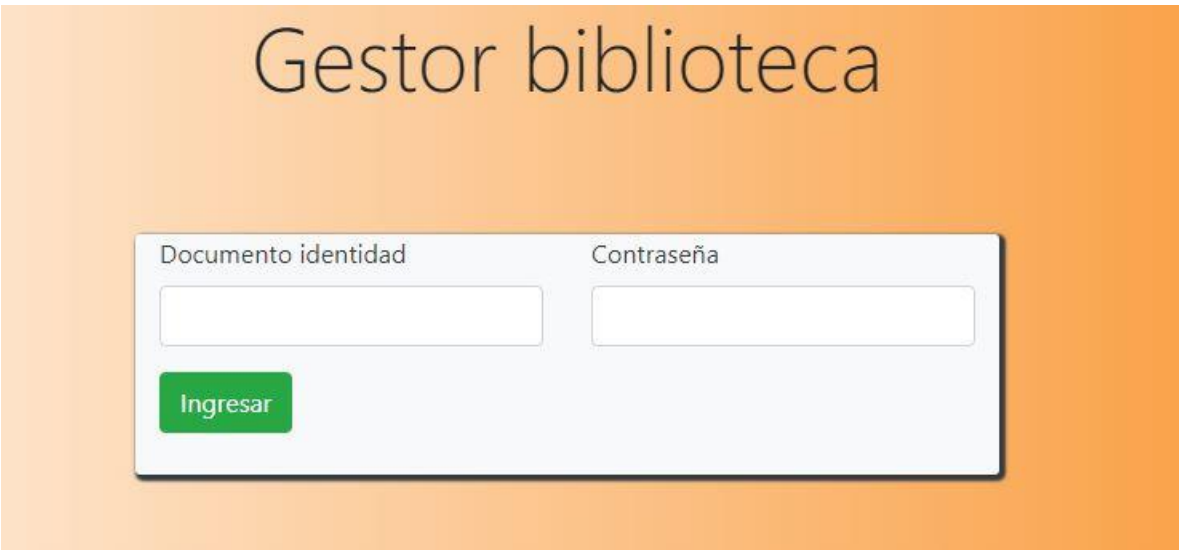 Gestor biblioteca
Documento identidad
Contraseña
Ingresar